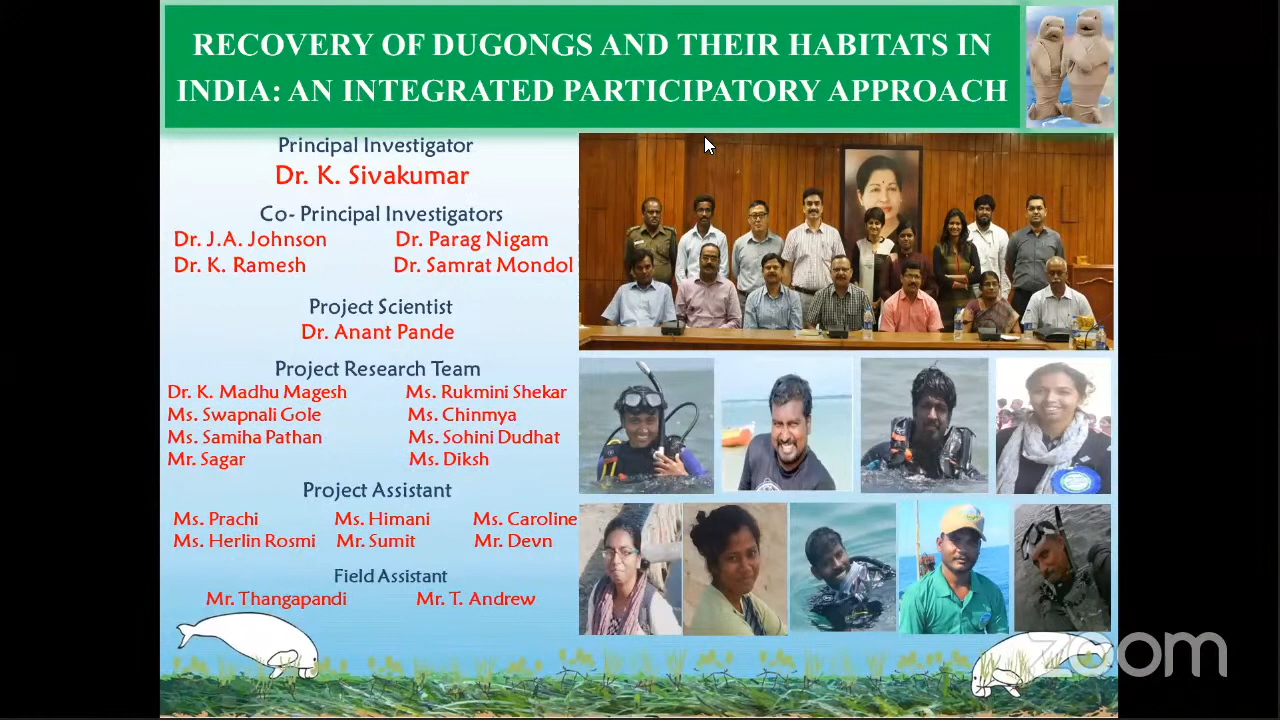 RECOVERY OF DUGONGS AND THEIR HABITATS IN
INDIA: AN INTEGRATED PARTICIPATORY APPROACH
Principal Investigator
Dr. K. Sivakumar
Co- Principal Investigators
Dr. J.A. Johnson Dr. Parag Nigam
Dr. K. Ramesh Dr. Samrat Mondol
Project Scientist
Dr. Anant Pande
Project Research Team
Dr. K. Madhu Magesh Ms. Rukmini Shekar
Ms. Swapnali Gole Ms. Chinmya
Ms. Samiha Pathan Ms. Sohini Dudhat
Mr. Sagar Ms. Diksh
Project Assistant
Ms. Prachi Ms. Himani Ms. Caroline
Ms. Herlin Rosmi Mr. Sumit Mr. Devn
Field Assistant
Mr. Thangapandi Mr. T. Andrew
zoom